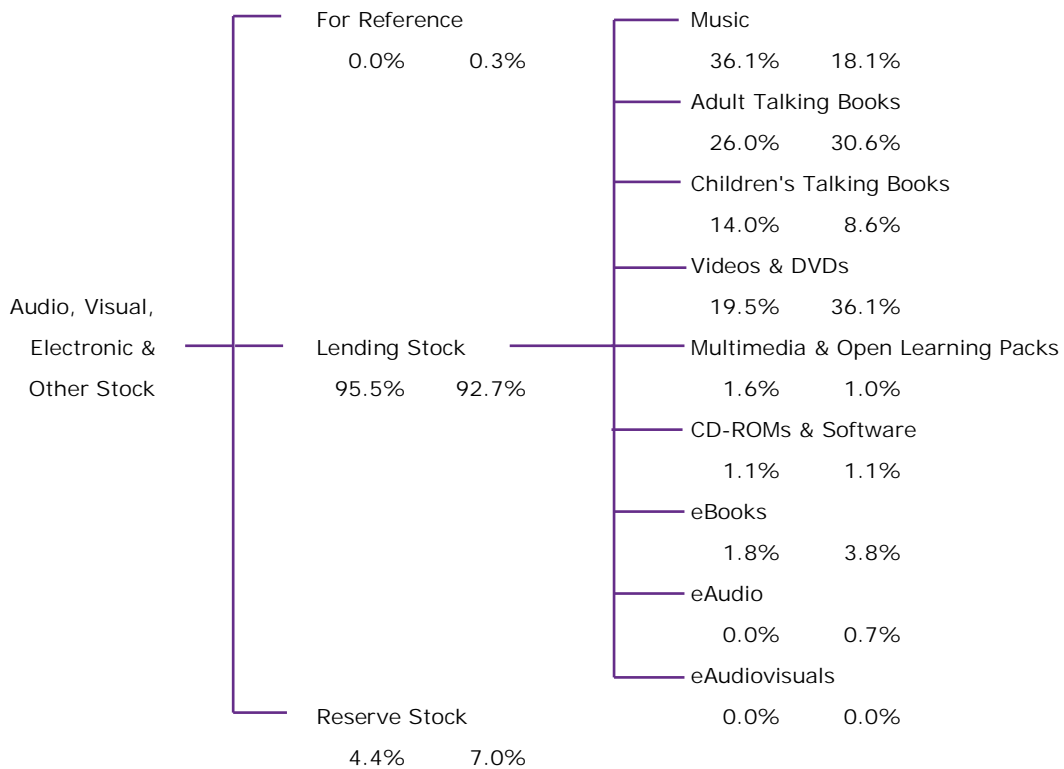 For Reference
0.0% 0.3%
Audio, Visual,
Electronic &
Other Stock
Lending Stock
95.5% 92.7%
Reserve Stock
4.4% 7.0%
Music
36.1% 18.1%
Adult Talking Books
26.0% 30.6%
Children's Talking Books
14.0% 8.6%
Videos & DVDs
19.5% 36.1%
Multimedia & Open Learning Packs
1.6% 1.0%
CD-ROMs & Software
1.1% 1.1%
eBooks
1.8% 3.8%
eAudio
0.0% 0.7%
eAudiovisuals
0.0% 0.0%